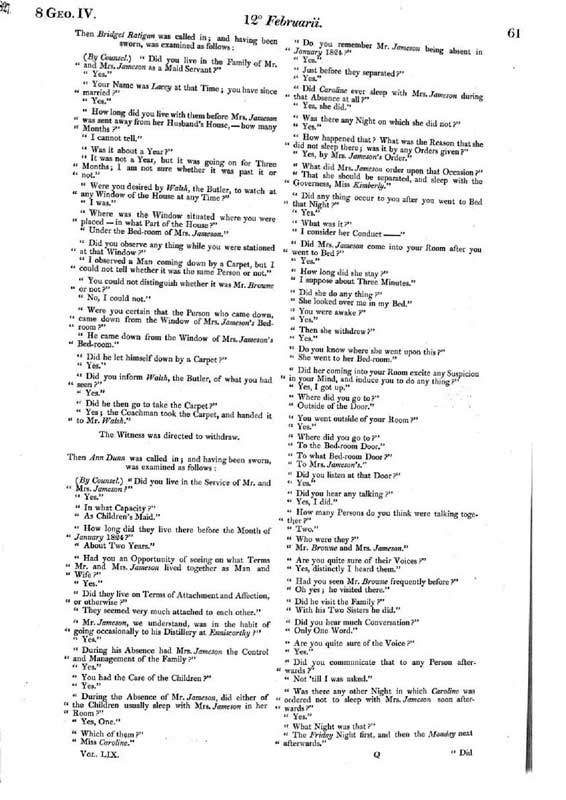 827.
8 GEO. IV.
12° Februarii.
61
Then Bridget Ratigan was called in; and having been
sworn, was examined as follows:
(By Counsel.) "Did you live in the Family of Mr.
" and Mrs. Jameson as a Maid Servant?"
" Yes."
" Your Name was Lacey at that Time; you have since
" married?"
" Yes."
" How long did you live with them before Mrs. Jameson
" was sent away from her Husband's House,—how many
" Months?"
" I cannot tell."
" Was it about a Year?"
" It was not a Year, but it was going on for Three
" Months; I am not sure whether it was past it or
" not."
" Were you desired by Walsh, the Butler, to watch at
" any Window of the House at any Time?"
" I was."
" Where was the Window situated where you were
" placed—in what Part of the House?"
" Under the Bed-room of Mrs. Jameson."
" Did you observe any thing while you were stationed
" at that Window?"
" I observed a Man coming down by a Carpet, but I
" could not tell whether it was the same Person or not."
" You could not distinguish whether it was Mr. Browne
" or not?"
" No, I could not."
" Were you certain that the Person who came down,
" came down from the Window of Mrs. Jameson's Bed-
" room?"
" He came down from the Window of Mrs. Jameson's
" Bed-room."
" Did he let himself down by a Carpet?"
" Yes."
" Did you inform Walsh, the Butler, of what you had
" seen?"
" Yes."
" Did he then go to take the Carpet?"
" Yes; the Coachman took the Carpet, and handed it
" to Mr. Walsh."
The Witness was directed to withdraw.
Then Ann Dunn was called in; and having been sworn,
was examined as follows:
(By Counsel.) "Did you live in the Service of Mr. and
" Mrs. Jameson?"
" Yes."
" In what Capacity?"
" As Children's Maid."
" How long did they live there before the Month of
" January 1824?"
" About Two Years."
" Had you an Opportunity of seeing on what Terms
" Mr. and Mrs. Jameson lived together as Man and
" Wife?"
" Yes."
" Did they live on Terms of Attachment and Affection,
" or otherwise?"
" They seemed very much attached to each other."
" Mr. Jameson, we understand, was in the habit of
" going occasionally to his Distillery at Enniscorthy?"
" Yes."
" During his Absence had Mrs. Jameson the Control
" and Management of the Family?"
" Yes."
" You had the Care of the Children?"
" Yes."
" During the Absence of Mr. Jameson, did either of
" the Children usually sleep with Mrs. Jameson in her
" Room?"
" Yes, One."
" Which of them?"
" Miss Caroline."
VOL. LIX.
" Do you remember Mr. Jameson being absent in
" January 1824?"
" Yes."
" Just before they separated?"
" Yes."
" Did Caroline ever sleep with Mrs. Jameson during
" that Absence at all?"
" Yes, she did."
" Was there any Night on which she did not?"
" Yes."
" How happened that? What was the Reason that she
" did not sleep there; was it by any Orders given?"
" Yes, by Mrs. Jameson's Order."
" What did Mrs. Jameson order upon that Occasion?"
" That she should be separated, and sleep with the
" Governess, Miss Kimberly."
" Did any thing occur to you after you went to Bed
" that Night?"
" Yes."
" What was it?"
" I consider her Conduct ——"
" Did Mrs. Jameson come into your Room after you
" went to Bed?"
" Yes."
" How long did she stay?"
" I suppose about Three Minutes."
" Did she do any thing?"
" She looked over me in my Bed."
" You were awake?"
" Yes."
" Then she withdrew?"
" Yes."
" Do you know where she went upon this?"
" She went to her Bed-room."
" Did her coming into your Room excite any Suspicion
" in your Mind, and induce you to do any thing?"
" Yes, I got up."
" Where did you go to?"
" Outside of the Door."
" You went outside of your Room?"
" Yes."
" Where did you go to?"
" To the Bed-room Door."
" To what Bed-room Door?"
" To Mrs. Jameson's."
" Did you listen at that Door?"
" Yes."
" Did you hear any talking?"
" Yes, I did."
" How many Persons do you think were talking toge-
" ther?"
" Two."
" Who were they?"
" Mr. Browne and Mrs. Jameson."
" Are you quite sure of their Voices?"
" Yes, distinctly I heard them."
" Had you seen Mr. Browne frequently before?"
" Oh yes; he visited there."
" Did he visit the Family?"
" With his Two Sisters he did."
" Did you hear much Conversation?"
" Only One Word."
" Are you quite sure of the Voice?"
" Yes."
" Did you communicate that to any Person after-
" wards?"
" Not 'till I was asked."
" Was there any other Night in which Caroline was
" ordered not to sleep with Mrs. Jameson soon after-
" wards?"
" Yes."
" What Night was that?"
" The Friday Night first, and then the Monday next
" afterwards."
Q
" Did